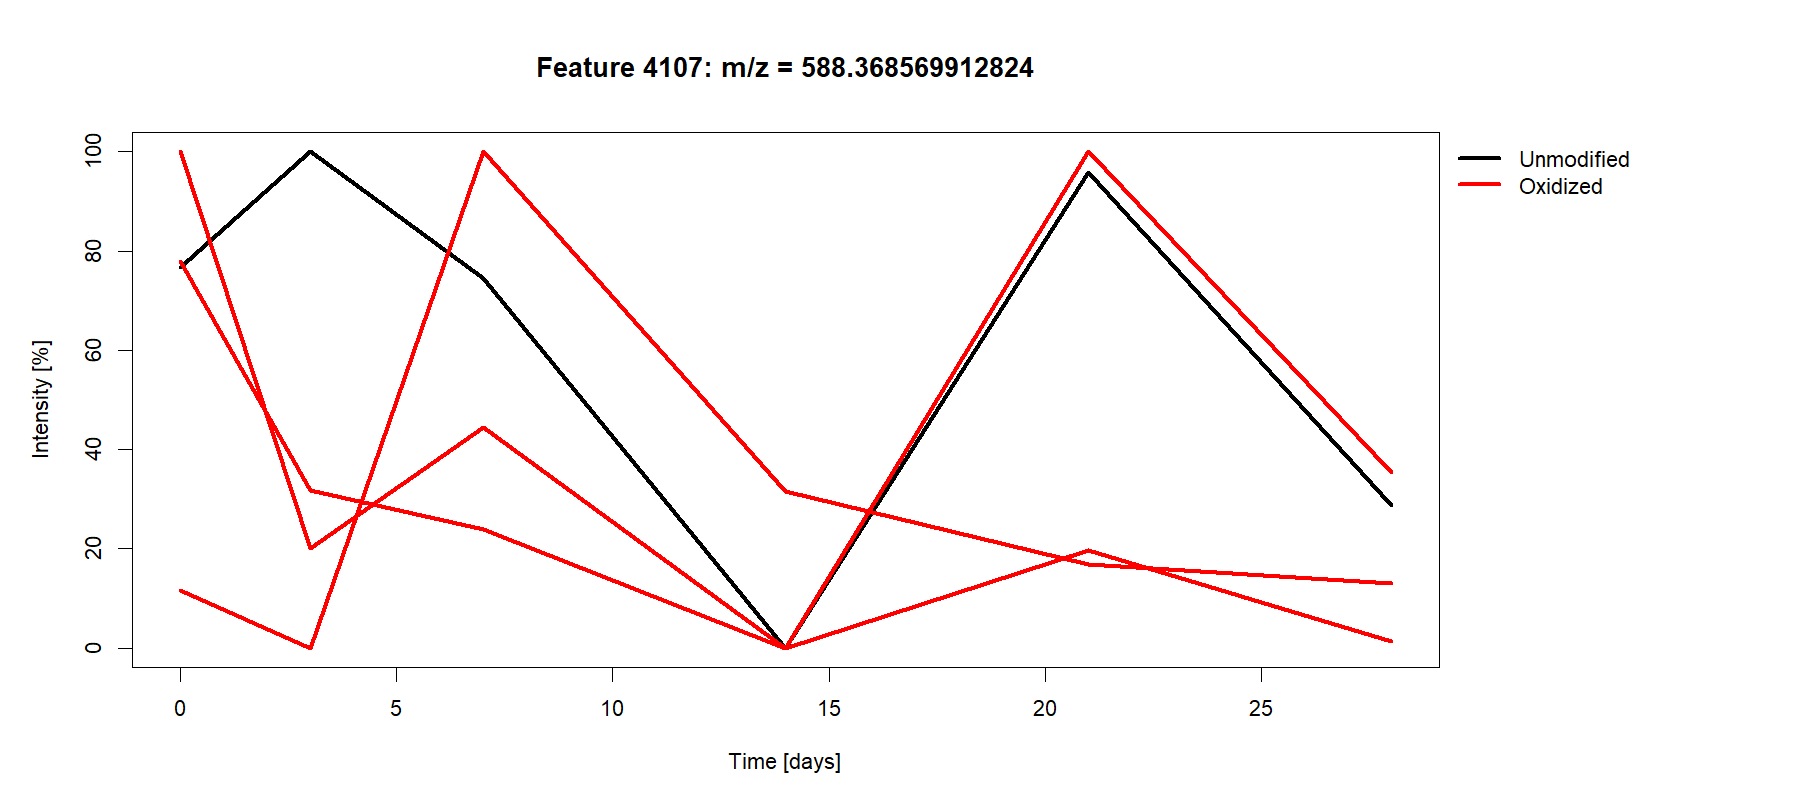 Feature 4107: m/z = 588.368569912824
Unmodified
Oxidized
Intensity [%]
100
80
60
40
20
0
0 5 10 15 20 25
Time [days]